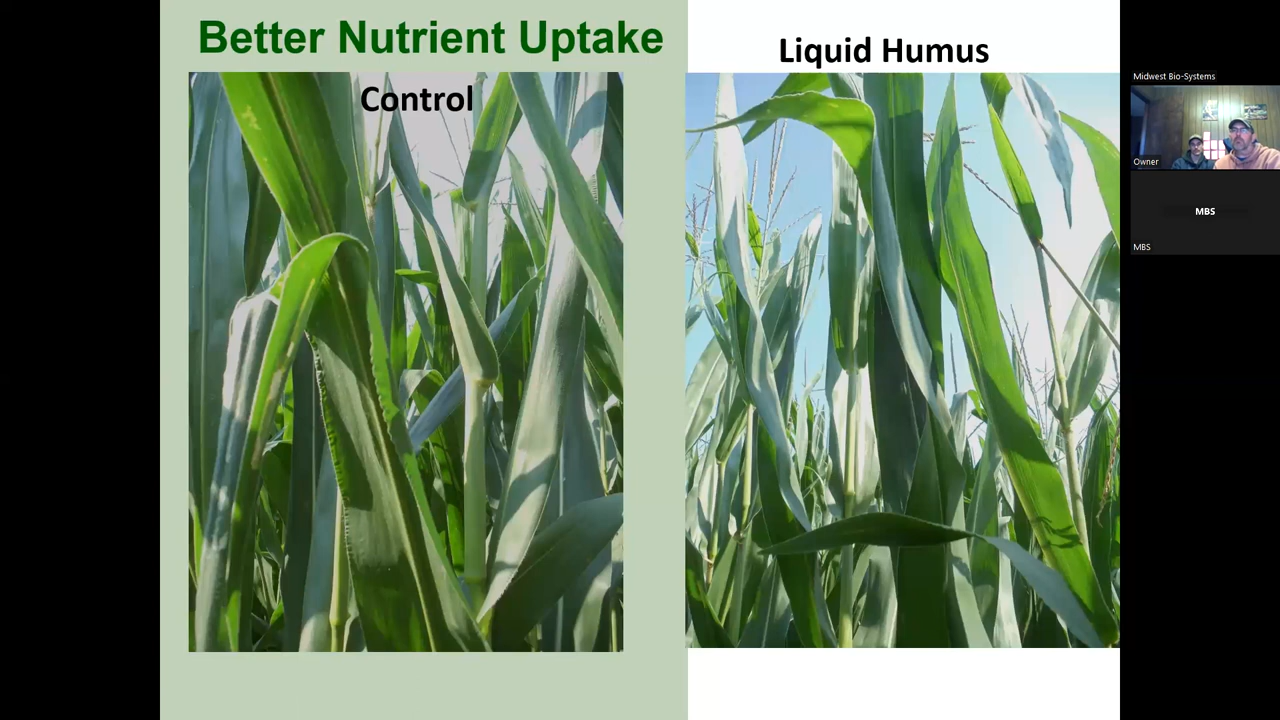 Better Nutrient Uptake
Control
Liquid Humus
Midwest Bio-Systems
Owner
MBS
MBS